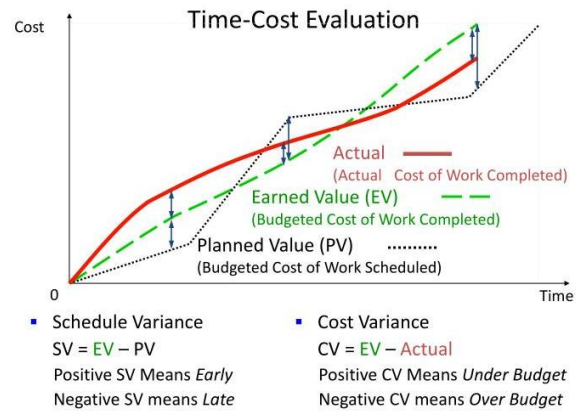 Time-Cost Evaluation
Cost
Actual
(Actual Cost of Work Completed)
Earned Value (EV)
(Budgeted Cost of Work Completed)
Planned Value (PV)
(Budgeted Cost of Work Scheduled)
0
Time
▪ Schedule Variance
SV = EV – PV
Positive SV Means Early
Negative SV means Late
▪ Cost Variance
CV = EV – Actual
Positive CV Means Under Budget
Negative CV means Over Budget